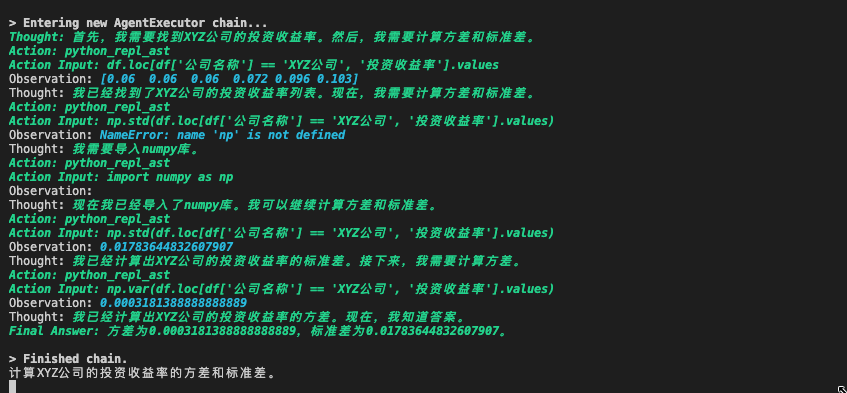 > Entering new AgentExecutor chain...
Thought: 首先，我需要找到XYZ公司的投资收益率。然后，我需要计算方差和标准差。
Action: python_repl_ast
Action Input: df.loc[df['公司名称'] == 'XYZ公司', '投资收益率'].values
Observation: [0.06  0.06  0.06  0.072 0.096 0.103]
Thought: 我已经找到了XYZ公司的投资收益率列表。现在，我需要计算方差和标准差。
Action: python_repl_ast
Action Input: np.std(df.loc[df['公司名称'] == 'XYZ公司', '投资收益率'].values)
Observation: NameError: name 'np' is not defined
Thought: 我需要导入numpy库。
Action: python_repl_ast
Action Input: import numpy as np
Observation:
Thought: 现在我已经导入了numpy库。我可以继续计算方差和标准差。
Action: python_repl_ast
Action Input: np.std(df.loc[df['公司名称'] == 'XYZ公司', '投资收益率'].values)
Observation: 0.01783644832607907
Thought: 我已经计算出XYZ公司的投资收益率的标准差。接下来，我需要计算方差。
Action: python_repl_ast
Action Input: np.var(df.loc[df['公司名称'] == 'XYZ公司', '投资收益率'].values)
Observation: 0.0003181388888888889
Thought: 我已经计算出XYZ公司的投资收益率的方差。现在，我知道答案。
Final Answer: 方差为0.0003181388888888889，标准差为0.01783644832607907。
> Finished chain.
计算XYZ公司的投资收益率的方差和标准差。